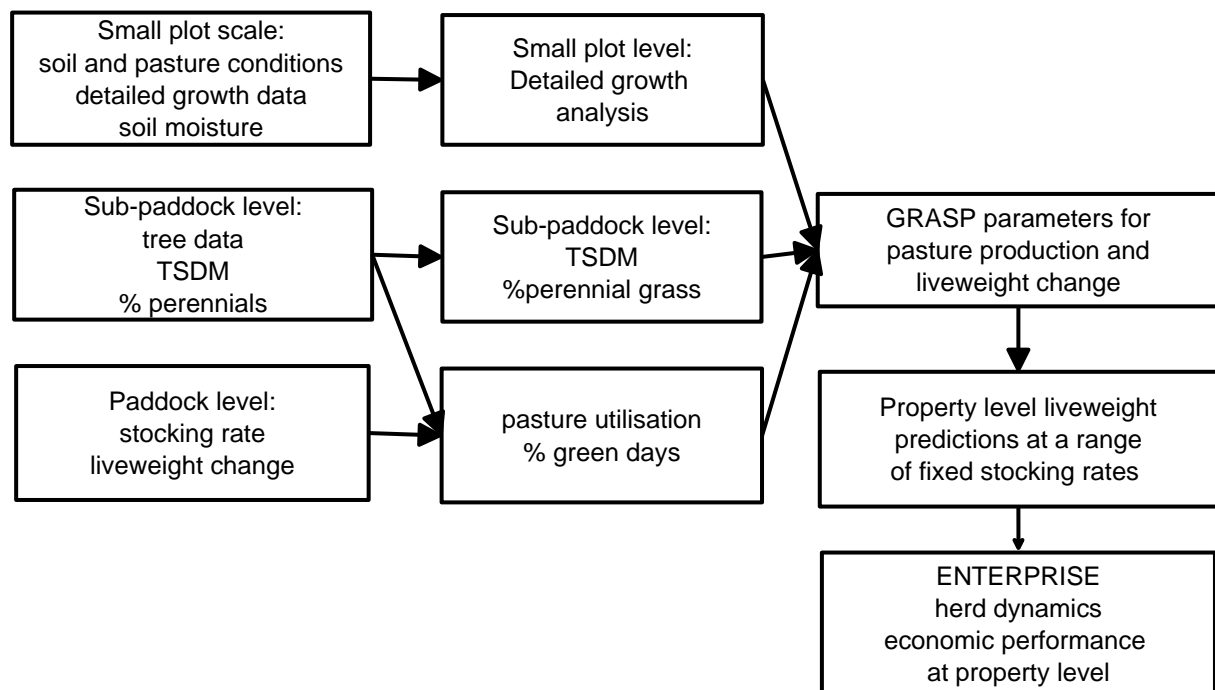 Small plot scale:
soil and pasture conditions
detailed growth data
soil moisture
Small plot level:
Detailed growth
analysis
Sub-paddock level:
tree data
TSDM
% perennials
Sub-paddock level:
TSDM
%perennial grass
GRASP parameters for
pasture production and
liveweight change
Paddock level:
stocking rate
liveweight change
pasture utilisation
% green days
Property level liveweight
predictions at a range
of fixed stocking rates
ENTERPRISE
herd dynamics
economic performance
at property level